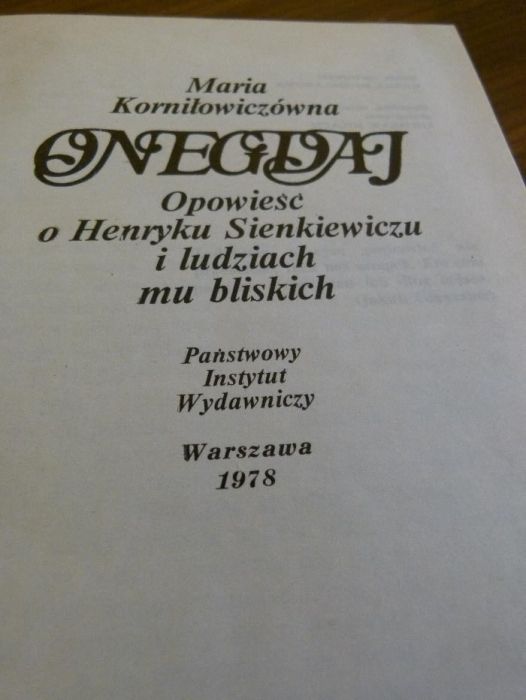 Maria
Korniłowiczówna
ONEGDAJ
Opowieść
o Henryku Sienkiewiczu
i ludziach
mu bliskich
Państwowy
Instytut
Wydawniczy
Warszawa
1978